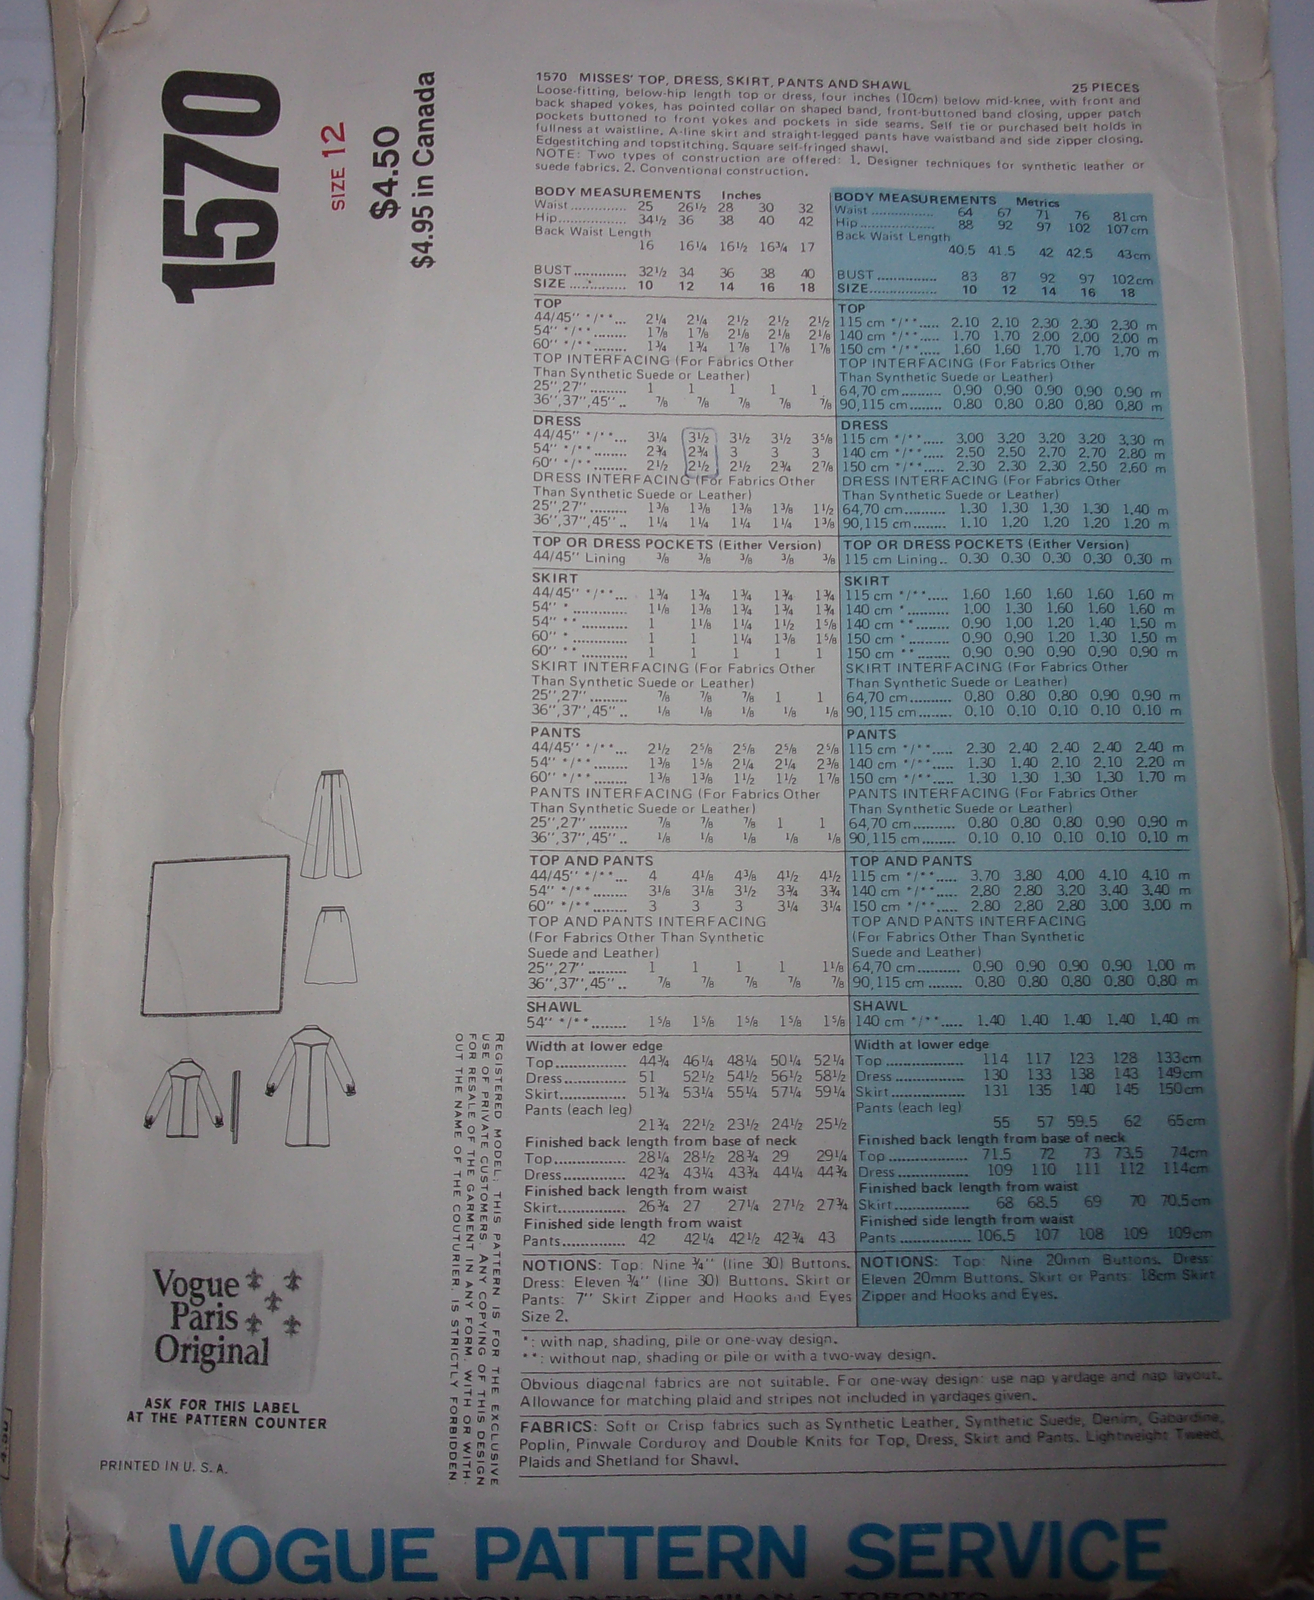 1570
SIZE 12
$4.50
$4.95 in Canada
1570 MISSES' TOP, DRESS, SKIRT, PANTS AND SHAWL 25 PIECES
Loose-fitting, below-hip length top or dress, four inches (10cm) below mid-knee, with front and
back shaped yokes, has pointed collar on shaped band, front-buttoned band closing, upper patch
pockets buttoned to front yokes and pockets in side seams. Self tie or purchased belt holds in
fullness at waistline. A-line skirt and straight-legged pants have waistband and side zipper closing.
Edgestitching and topstitching. Square self-fringed shawl.
NOTE: Two types of construction are offered: 1. Designer techniques for synthetic leather or
suede fabrics. 2. Conventional construction.
BODY MEASUREMENTS Inches
Waist............. 25 26½ 28 30 32
Hip................ 34½ 36 38 40 42
Back Waist Length
16 16¼ 16½ 16¾ 17
BUST............ 32½ 34 36 38 40
SIZE............. 10 12 14 16 18
TOP
44/45'' */**... 2¼ 2¼ 2½ 2½ 2½
54'' */**........ 1⅞ 1⅞ 2⅛ 2⅛ 2⅛
60'' */**........ 1¾ 1¾ 1⅞ 1⅞ 1⅞
TOP INTERFACING (For Fabrics Other
Than Synthetic Suede or Leather)
25'',27'' ......... 1 1 1 1 1
36'',37'',45''.. ⅞ ⅞ ⅞ ⅞ ⅞
DRESS
44/45'' */**... 3¼ 3½ 3½ 3½ 3⅝
54'' */**........ 2¾ 2¾ 3 3 3
60'' */**........ 2½ 2½ 2½ 2¾ 2⅞
DRESS INTERFACING (For Fabrics Other
Than Synthetic Suede or Leather)
25'',27'' ......... 1⅜ 1⅜ 1⅜ 1⅜ 1½
36'',37'',45''.. 1¼ 1¼ 1¼ 1¼ 1⅜
TOP OR DRESS POCKETS (Either Version)
44/45'' Lining ⅜ ⅜ ⅜ ⅜ ⅜
SKIRT
44/45'' */**... 1¾ 1¾ 1¾ 1¾ 1¾
54'' * ............ 1⅛ 1⅜ 1¾ 1¾ 1¾
54'' ** ........... 1 1⅛ 1¼ 1½ 1⅝
60'' * ............ 1 1 1¼ 1⅜ 1⅝
60'' ** ........... 1 1 1 1 1
SKIRT INTERFACING (For Fabrics Other
Than Synthetic Suede or Leather)
25'',27'' ......... ⅞ ⅞ ⅞ 1 1
36'',37'',45''.. ⅛ ⅛ ⅛ ⅛ ⅛
PANTS
44/45'' */**... 2½ 2⅝ 2⅝ 2⅝ 2⅝
54'' */**........ 1⅜ 1⅝ 2¼ 2¼ 2⅜
60'' */**........ 1⅜ 1⅜ 1½ 1½ 1⅞
PANTS INTERFACING (For Fabrics Other
Than Synthetic Suede or Leather)
25'',27'' ......... ⅞ ⅞ ⅞ 1 1
36'',37'',45''.. ⅛ ⅛ ⅛ ⅛ ⅛
TOP AND PANTS
44/45'' */**... 4 4⅛ 4⅜ 4½ 4½
54'' */**........ 3⅛ 3⅛ 3½ 3¾ 3¾
60'' */**........ 3 3 3 3¼ 3¼
TOP AND PANTS INTERFACING
(For Fabrics Other Than Synthetic
Suede and Leather)
25'',27'' ......... 1 1 1 1 1⅛
36'',37'',45''.. ⅞ ⅞ ⅞ ⅞ ⅞
SHAWL
54'' */**........ 1⅝ 1⅝ 1⅝ 1⅝ 1⅝
Width at lower edge
Top............... 44¾ 46¼ 48¼ 50¼ 52¼
Dress............. 51 52½ 54½ 56½ 58½
Skirt.............. 51¾ 53¼ 55¼ 57¼ 59¼
Pants (each leg)
21¾ 22½ 23½ 24½ 25½
Finished back length from base of neck
Top............... 28¼ 28½ 28¾ 29 29¼
Dress............. 42¾ 43¼ 43¾ 44¼ 44¾
Finished back length from waist
Skirt.............. 26¾ 27 27¼ 27½ 27¾
Finished side length from waist
Pants............. 42 42¼ 42½ 42¾ 43
NOTIONS: Top: Nine ¾'' (line 30) Buttons.
Dress: Eleven ¾'' (line 30) Buttons. Skirt or
Pants: 7'' Skirt Zipper and Hooks and Eyes
Size 2.
BODY MEASUREMENTS Metrics
Waist ................ 64 67 71 76 81 cm
Hip................... 88 92 97 102 107 cm
Back Waist Length
40.5 41.5 42 42.5 43cm
BUST............... 83 87 92 97 102cm
SIZE................. 10 12 14 16 18
TOP
115 cm */**..... 2.10 2.10 2.30 2.30 2.30 m
140 cm */**..... 1.70 1.70 2.00 2.00 2.00 m
150 cm */**..... 1.60 1.60 1.70 1.70 1.70 m
TOP INTERFACING (For Fabrics Other
Than Synthetic Suede or Leather)
64,70 cm.......... 0.90 0.90 0.90 0.90 0.90 m
90,115 cm........ 0.80 0.80 0.80 0.80 0.80 m
DRESS
115 cm */**..... 3.00 3.20 3.20 3.20 3.30 m
140 cm */**..... 2.50 2.50 2.70 2.70 2.80 m
150 cm */**..... 2.30 2.30 2.30 2.50 2.60 m
DRESS INTERFACING (For Fabrics Other
Than Synthetic Suede or Leather)
64,70 cm.......... 1.30 1.30 1.30 1.30 1.40 m
90,115 cm........ 1.10 1.20 1.20 1.20 1.20 m
TOP OR DRESS POCKETS (Either Version)
115 cm Lining.. 0.30 0.30 0.30 0.30 0.30 m
SKIRT
115 cm */**..... 1.60 1.60 1.60 1.60 1.60 m
140 cm *.......... 1.00 1.30 1.60 1.60 1.60 m
140 cm **........ 0.90 1.00 1.20 1.40 1.50 m
150 cm *.......... 0.90 0.90 1.20 1.30 1.50 m
150 cm **........ 0.90 0.90 0.90 0.90 0.90 m
SKIRT INTERFACING (For Fabrics Other
Than Synthetic Suede or Leather)
64,70 cm.......... 0.80 0.80 0.80 0.90 0.90 m
90,115 cm........ 0.10 0.10 0.10 0.10 0.10 m
PANTS
115 cm */**..... 2.30 2.40 2.40 2.40 2.40 m
140 cm */**..... 1.30 1.40 2.10 2.10 2.20 m
150 cm */**..... 1.30 1.30 1.30 1.30 1.70 m
PANTS INTERFACING (For Fabrics Other
Than Synthetic Suede or Leather)
64,70 cm.......... 0.80 0.80 0.80 0.90 0.90 m
90,115 cm........ 0.10 0.10 0.10 0.10 0.10 m
TOP AND PANTS
115 cm */**..... 3.70 3.80 4.00 4.10 4.10 m
140 cm */**..... 2.80 2.80 3.20 3.40 3.40 m
150 cm */**..... 2.80 2.80 2.80 3.00 3.00 m
TOP AND PANTS INTERFACING
(For Fabrics Other Than Synthetic
Suede and Leather)
64,70 cm.......... 0.90 0.90 0.90 0.90 1.00 m
90,115 cm ....... 0.80 0.80 0.80 0.80 0.80 m
SHAWL
140 cm */**..... 1.40 1.40 1.40 1.40 1.40 m
Width at lower edge
Top.................. 114 117 123 128 133cm
Dress................ 130 133 138 143 149cm
Skirt................. 131 135 140 145 150cm
Pants (each leg)
55 57 59.5 62 65cm
Finished back length from base of neck
Top.................. 71.5 72 73 73.5 74cm
Dress................ 109 110 111 112 114cm
Finished back length from waist
Skirt................. 68 68.5 69 70 70.5cm
Finished side length from waist
Pants................ 106.5 107 108 109 109cm
NOTIONS: Top: Nine 20mm Buttons. Dress:
Eleven 20mm Buttons. Skirt or Pants: 18cm Skirt
Zipper and Hooks and Eyes.
*: with nap, shading, pile or one-way design.
**: without nap, shading or pile or with a two-way design.
Obvious diagonal fabrics are not suitable. For one-way design: use nap yardage and nap layout.
Allowance for matching plaid and stripes not included in yardages given.
FABRICS: Soft or Crisp fabrics such as Synthetic Leather, Synthetic Suede, Denim, Gabardine,
Poplin, Pinwale Corduroy and Double Knits for Top, Dress, Skirt and Pants. Lightweight Tweed,
Plaids and Shetland for Shawl.
REGISTERED MODEL. THIS PATTERN IS FOR THE EXCLUSIVE
USE OF PRIVATE CUSTOMERS. ANY COPYING OF THIS DESIGN
FOR RESALE OF THE GARMENT IN ANY FORM, WITH OR WITH-
OUT THE NAME OF THE COUTURIER, IS STRICTLY FORBIDDEN.
Vogue
Paris
Original
ASK FOR THIS LABEL
AT THE PATTERN COUNTER
PRINTED IN U. S. A.
VOGUE PATTERN SERVICE